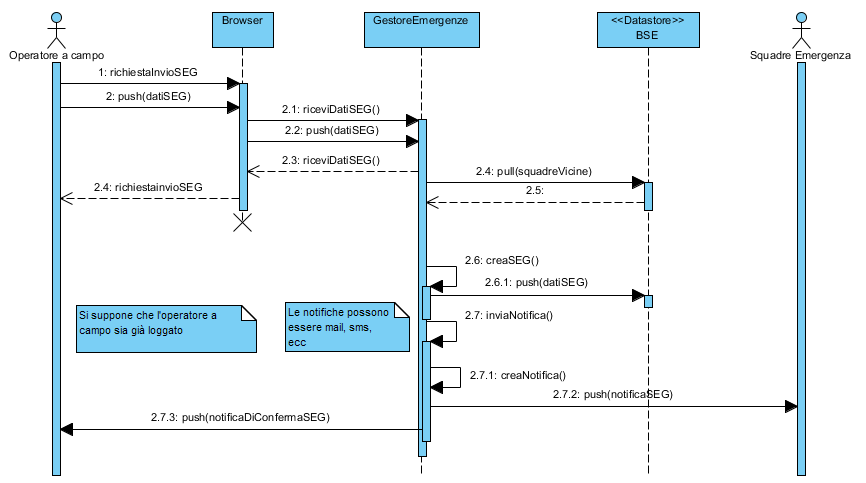 Browser
GestoreEmergenze
<<Datastore>>
BSE
Operatore a campo
Squadre Emergenza
1: richiestaInvioSEG
2: push(datiSEG)
2.1: riceviDatiSEG()
2.2: push(datiSEG)
2.3: riceviDatiSEG()
2.4: pull(squadreVicine)
2.4: richiestainvioSEG
2.5:
2.6: creaSEG()
2.6.1: push(datiSEG)
Si suppone che l'operatore a
campo sia già loggato
Le notifiche possono
essere mail, sms,
ecc
2.7: inviaNotifica()
2.7.1: creaNotifica()
2.7.2: push(notificaSEG)
2.7.3: push(notificaDiConfermaSEG)